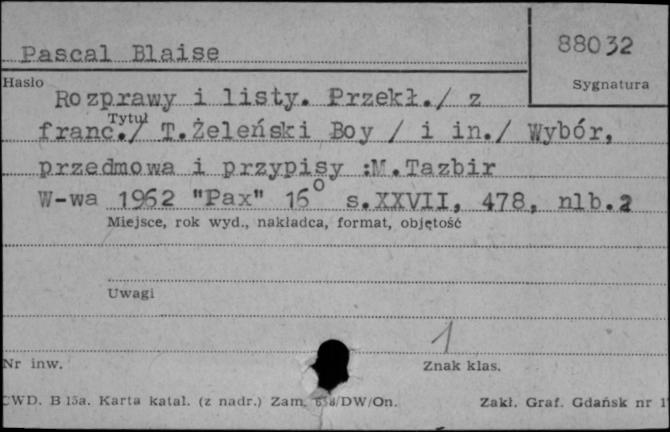 Pascal Blaise
88032
Hasło
Sygnatura
Rozprawy i listy. Przekł./ z
Tytuł
franc./ T.Żeleński Boy / i in./ Wybór,
przedmowa i przypisy :M.Tazbir
W-wa 1962 "Pax" 16° s.XXVII, 478, nlb.2
Miejsce, rok wyd., nakładca, format, objętość
Uwagi
1
Nr inw.
Znak klas.
CWD. B 15a. Karta katal. (z nadr.) Zam. /DW/On.
Zakł. Graf. Gdańsk nr 1